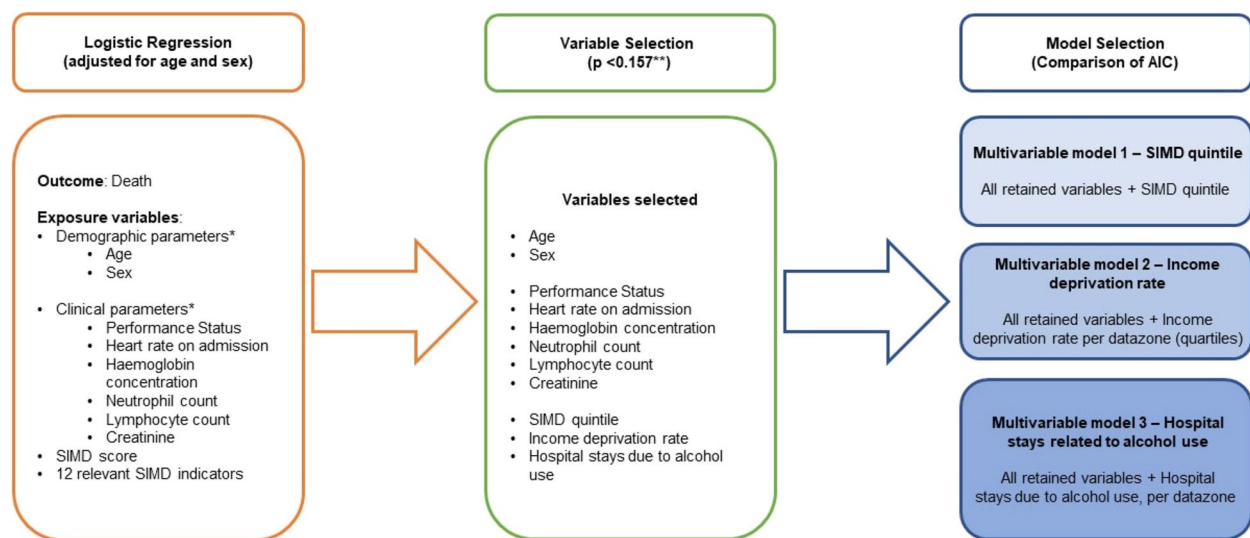 Logistic Regression
(adjusted for age and sex)
Outcome: Death
Exposure variables:
• Demographic parameters*
• Age
• Sex
• Clinical parameters*
• Performance Status
• Heart rate on admission
• Haemoglobin
concentration
• Neutrophil count
• Lymphocyte count
• Creatinine
• SIMD score
• 12 relevant SIMD indicators
Variable Selection
(p <0.157**)
Variables selected
• Age
• Sex
• Performance Status
• Heart rate on admission
• Haemoglobin concentration
• Neutrophil count
• Lymphocyte count
• Creatinine
• SIMD quintile
• Income deprivation rate
• Hospital stays due to alcohol
use
Model Selection
(Comparison of AIC)
Multivariable model 1 – SIMD quintile
All retained variables + SIMD quintile
Multivariable model 2 – Income
deprivation rate
All retained variables + Income
deprivation rate per datazone (quartiles)
Multivariable model 3 – Hospital
stays related to alcohol use
All retained variables + Hospital
stays due to alcohol use, per datazone